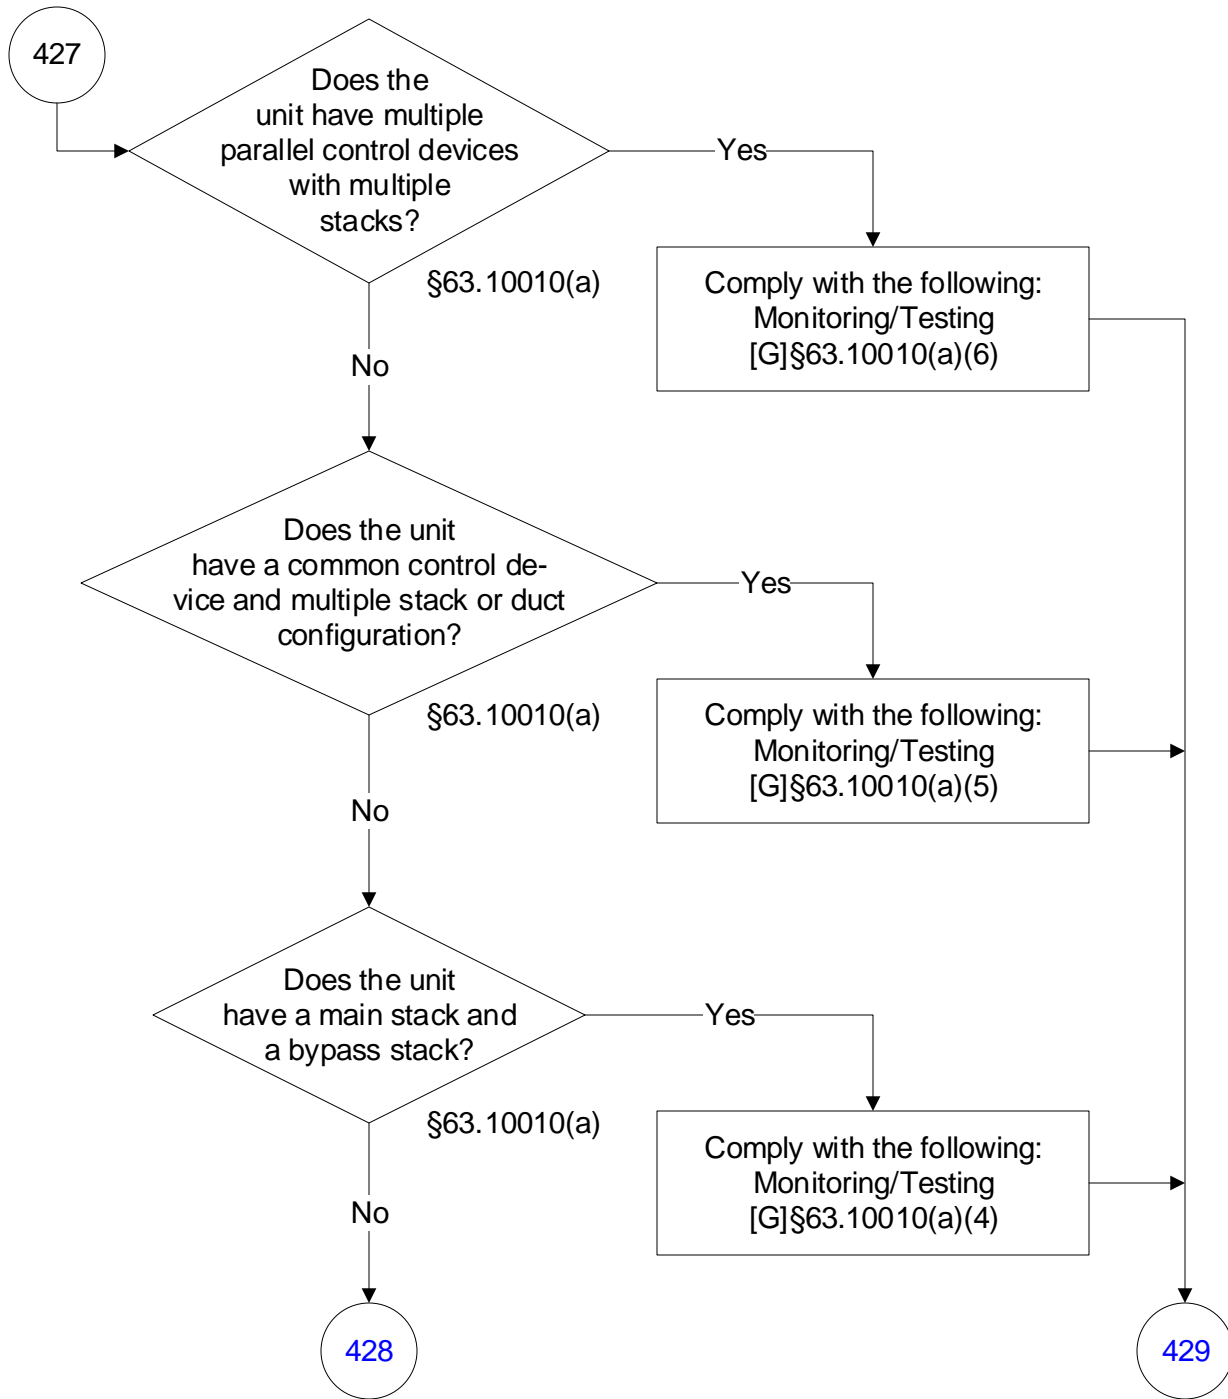 427
Does the
unit have multiple
parallel control devices
with multiple
stacks?
Yes
§63.10010(a)
Comply with the following:
Monitoring/Testing
[G]§63.10010(a)(6)
No
Does the unit
have a common control de-
vice and multiple stack or duct
configuration?
Yes
§63.10010(a)
Comply with the following:
Monitoring/Testing
[G]§63.10010(a)(5)
No
Does the unit
have a main stack and
a bypass stack?
Yes
§63.10010(a)
Comply with the following:
Monitoring/Testing
[G]§63.10010(a)(4)
No
428
429